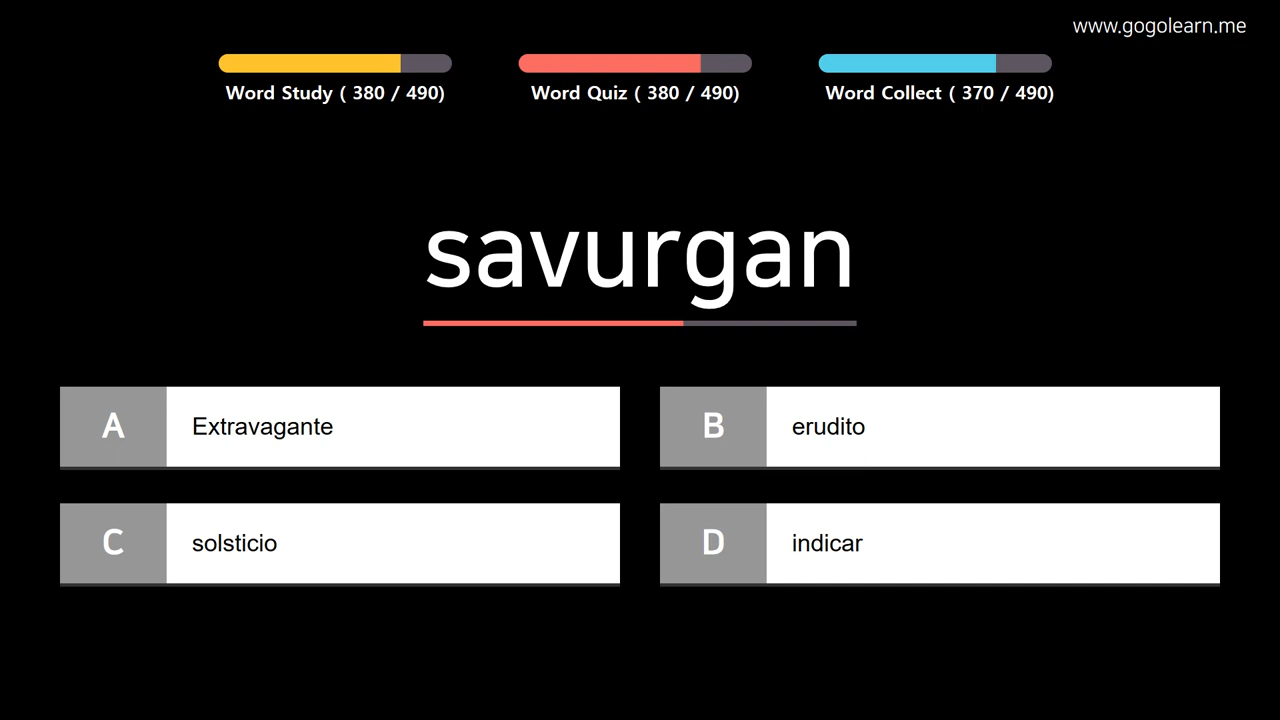 www.gogolearn.me
Word Study ( 380 / 490)
Word Quiz ( 380 / 490)
Word Collect ( 370 / 490)
savurgan
A Extravagante
B erudito
C solsticio
D indicar